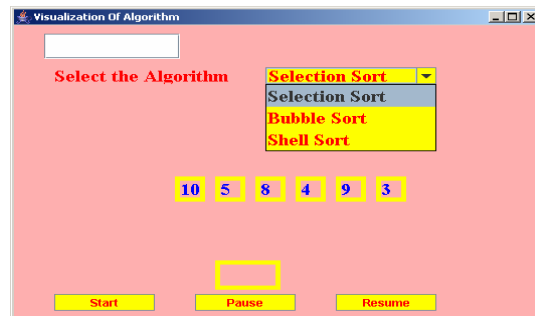 Visualization Of Algorithm
Select the Algorithm Selection Sort
Selection Sort
Bubble Sort
Shell Sort
10 5 8 4 9 3
Start Pause Resume